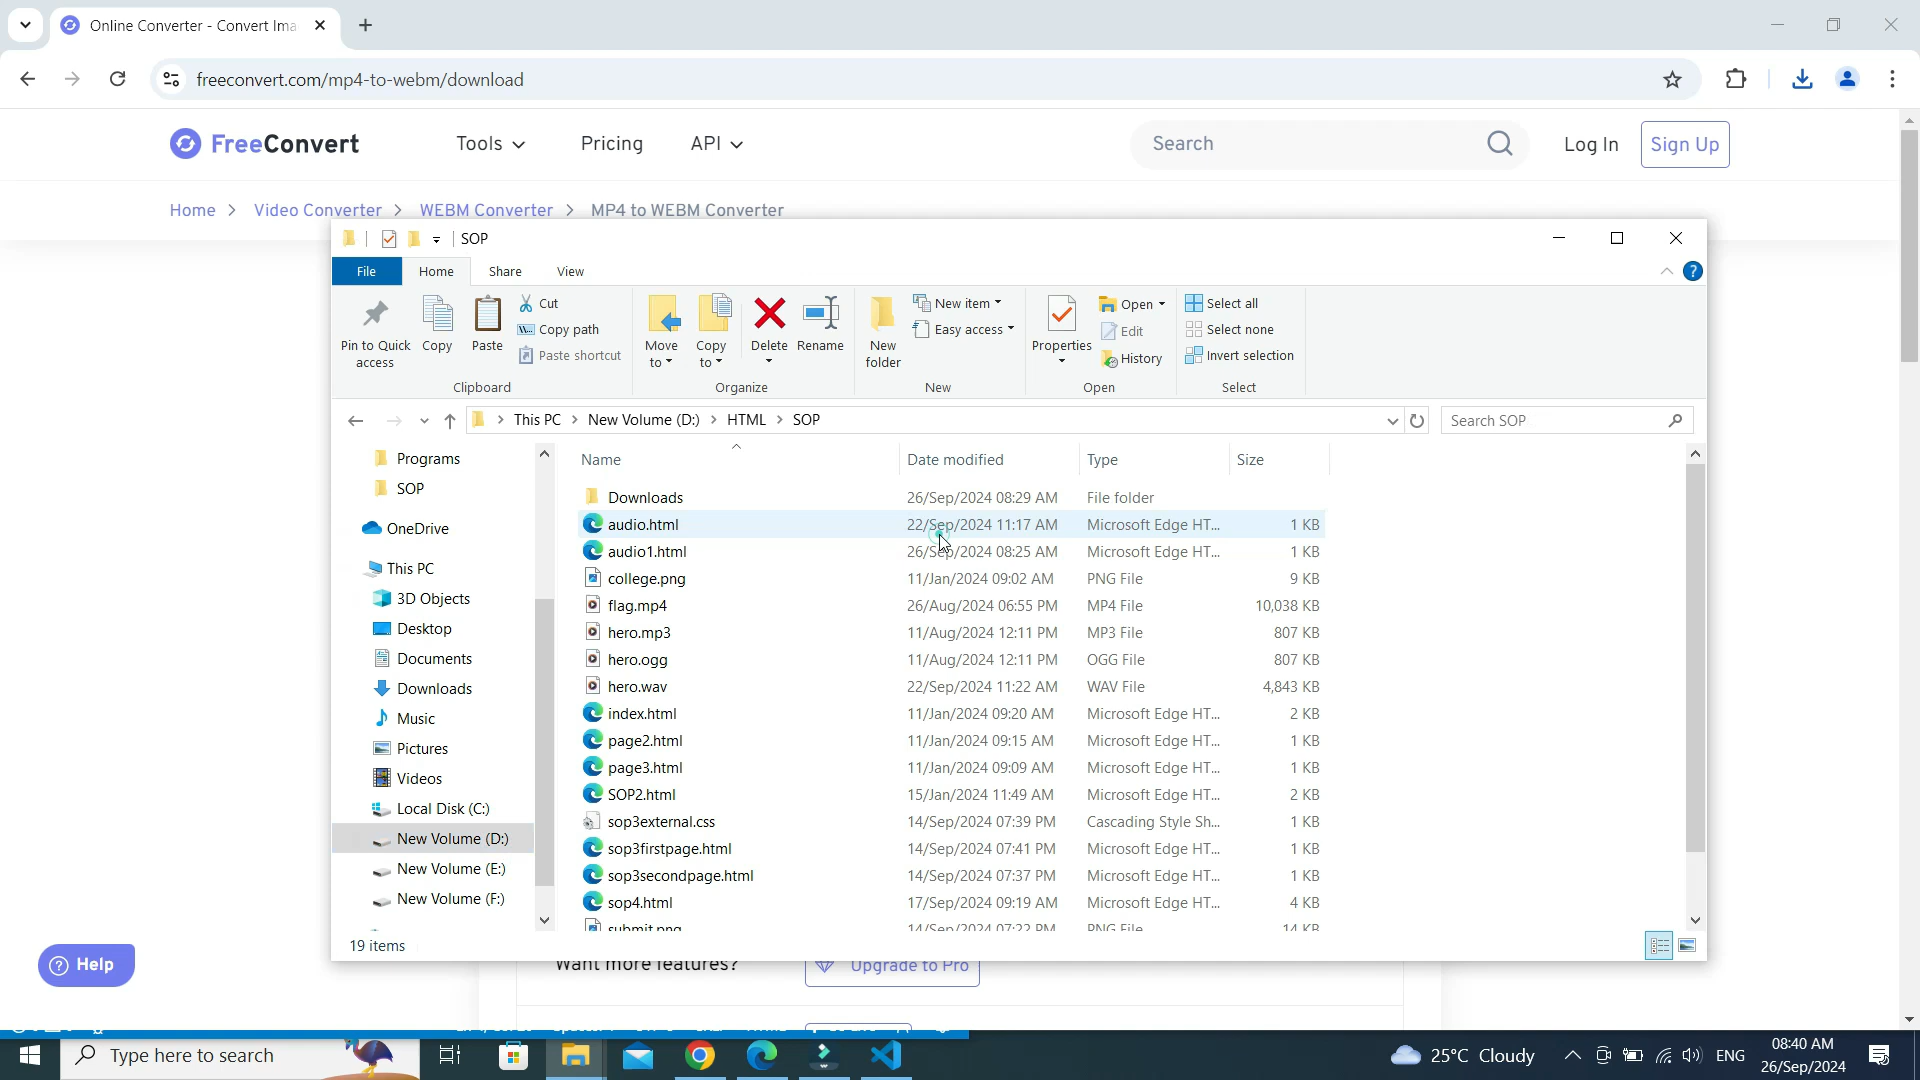 Online Converter - Convert Ima
freeconvert.com/mp4-to-webm/download
FreeConvert
Tools
Pricing
API
Search
Log In
Sign Up
Home > Video Converter > WEBM Converter > MP4 to WEBM Converter
SOP
File
Home
Share
View
Pin to Quick access
Copy
Paste
Cut
Copy path
Paste shortcut
Clipboard
Move to
Copy to
Delete
Rename
Organize
New folder
New item
Easy access
New
Properties
Open
Edit
History
Open
Select all
Select none
Invert selection
Select
This PC > New Volume (D:) > HTML > SOP
Search SOP
Programs
SOP
OneDrive
This PC
3D Objects
Desktop
Documents
Downloads
Music
Pictures
Videos
Local Disk (C:)
New Volume (D:)
New Volume (E:)
New Volume (F:)
Name Date modified Type Size
Downloads 26/Sep/2024 08:29 AM File folder
audio.html 22/Sep/2024 11:17 AM Microsoft Edge HT... 1 KB
audio1.html 26/Sep/2024 08:25 AM Microsoft Edge HT... 1 KB
college.png 11/Jan/2024 09:02 AM PNG File 9 KB
flag.mp4 26/Aug/2024 06:55 PM MP4 File 10,038 KB
hero.mp3 11/Aug/2024 12:11 PM MP3 File 807 KB
hero.ogg 11/Aug/2024 12:11 PM OGG File 807 KB
hero.wav 22/Sep/2024 11:22 AM WAV File 4,843 KB
index.html 11/Jan/2024 09:20 AM Microsoft Edge HT... 2 KB
page2.html 11/Jan/2024 09:15 AM Microsoft Edge HT... 1 KB
page3.html 11/Jan/2024 09:09 AM Microsoft Edge HT... 1 KB
SOP2.html 15/Jan/2024 11:49 AM Microsoft Edge HT... 2 KB
sop3external.css 14/Sep/2024 07:39 PM Cascading Style Sh... 1 KB
sop3firstpage.html 14/Sep/2024 07:41 PM Microsoft Edge HT... 1 KB
sop3secondpage.html 14/Sep/2024 07:37 PM Microsoft Edge HT... 1 KB
sop4.html 17/Sep/2024 09:19 AM Microsoft Edge HT... 4 KB
submit.png 14/Sep/2024 07:22 PM PNG File 14 KB
19 items
Help
Want more features?
Upgrade to Pro
Type here to search
25°C Cloudy
ENG
08:40 AM
26/Sep/2024